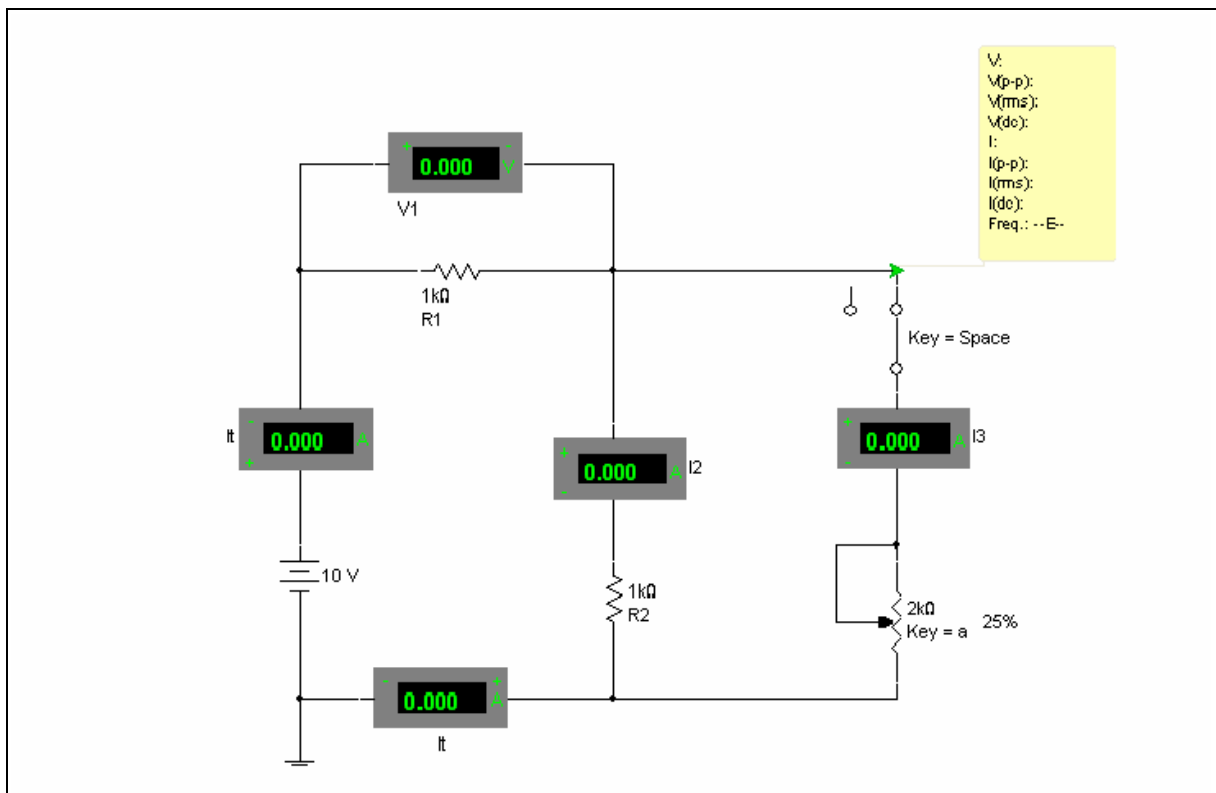 V:
V(p-p):
V(rms):
V(dc):
I:
I(p-p):
I(rms):
I(dc):
Freq.: --E--
+ -
0.000 V
V1
1kΩ
R1
Key = Space
It
-
0.000 A
+
+
0.000 A
-
I2
+
0.000 A
-
I3
10 V
1kΩ
R2
2kΩ
Key = a
25%
- +
0.000 A
It